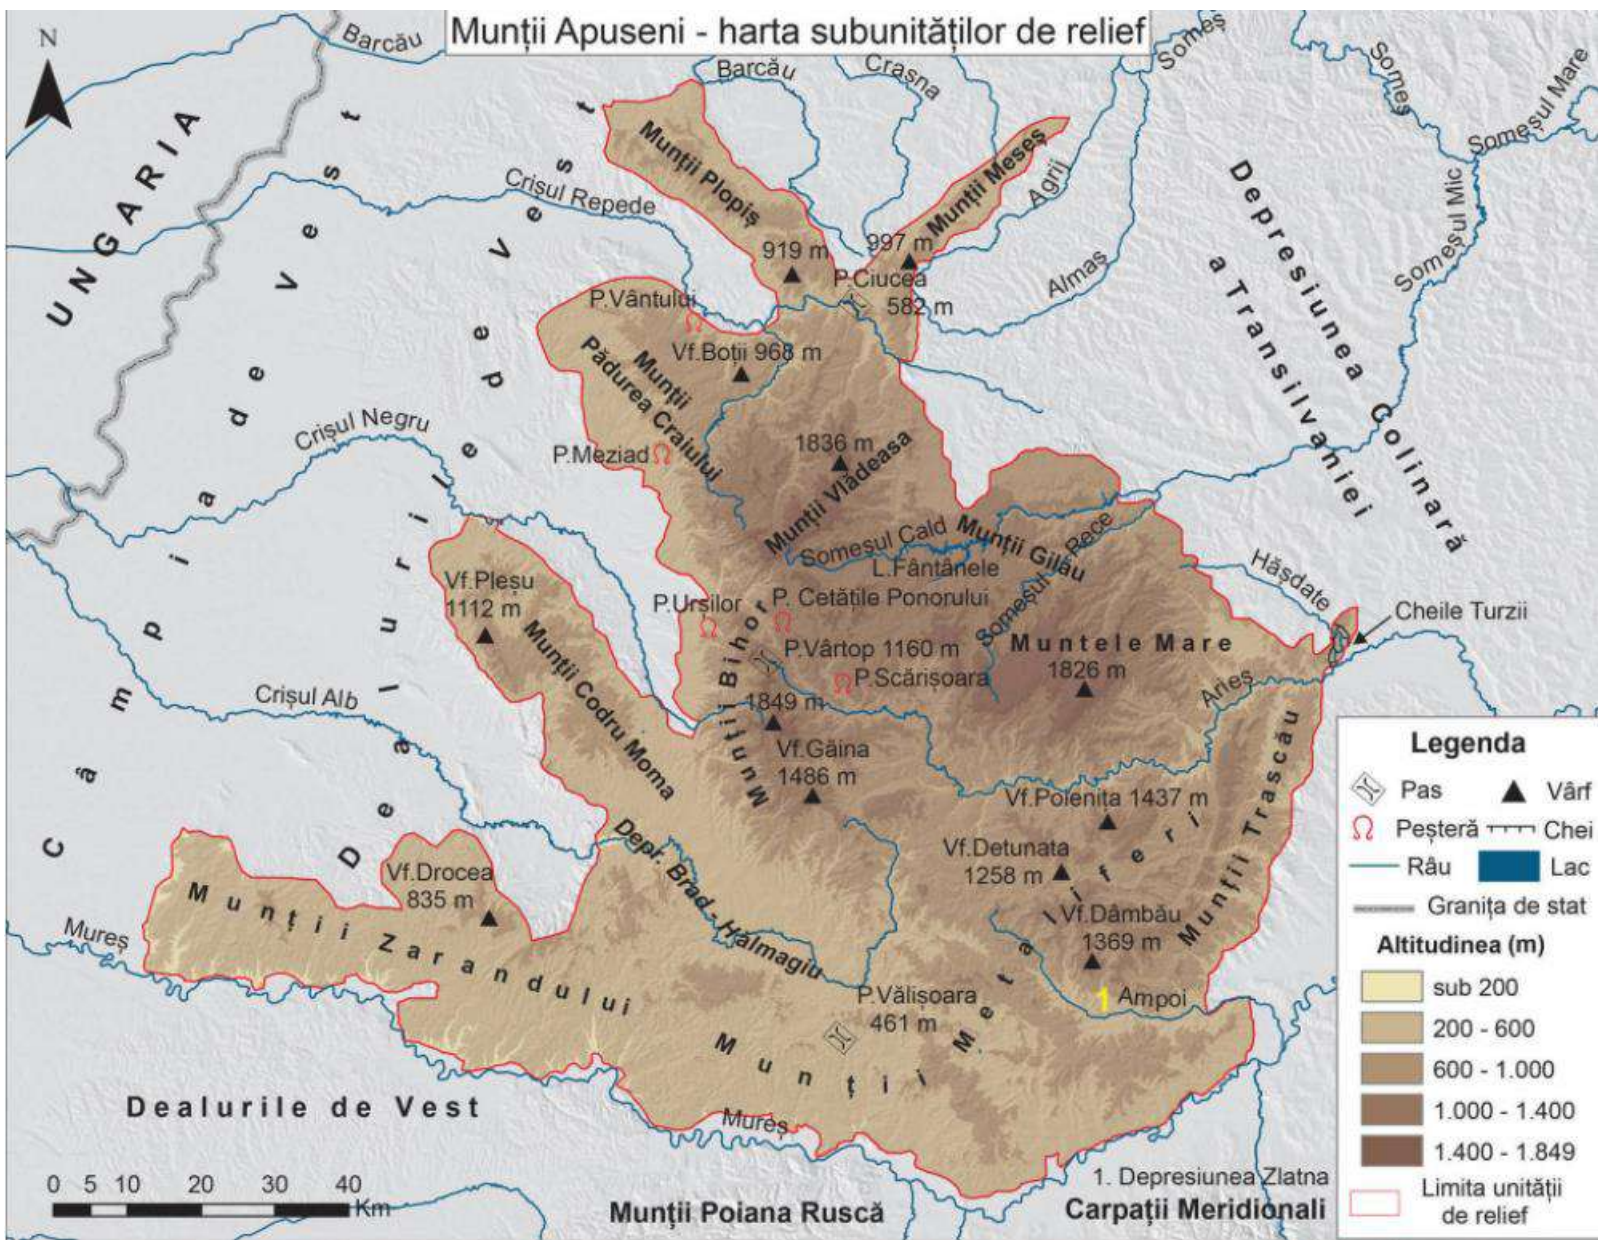 Munții Apuseni - harta subunităților de relief
N
Barcău
Barcău
Crasna
Someș
Someș
Someșul Mare
UNGARIA
Câmpia de Vest
Dealurile de Vest
Munții Plopiș
Munții Meseș
Agrij
Crișul Repede
Someșul Mic
Depresiunea Colinară
a Transilvaniei
919 m
997 m
P.Ciucea
582 m
Almaș
P.Vântului
Vf.Boții 968 m
Munții
Pădurea Craiului
Crișul Negru
P.Meziad
1836 m
Munții Vlădeasa
Someșul Cald
Munții Gilău
Someșul Rece
L.Fântânele
Hășdate
Vf.Pleșu
1112 m
P.Ursilor
P. Cetățile Ponorului
Cheile Turzii
Munții Codru Moma
Munții Bihor
P.Vârtop 1160 m
Muntele Mare
1826 m
P.Scărișoara
Arieș
Crișul Alb
1849 m
Vf.Găina
1486 m
Munții Trascău
Vf.Poienița 1437 m
Depr. Brad - Hălmagiu
Vf.Detunata
1258 m
Vf.Drocea
835 m
Munții Zarandului
Mureș
Vf.Dâmbău
1369 m
1 Ampoi
P.Vălișoara
461 m
Munții Metaliferi
Dealurile de Vest
Mureș
0 5 10 20 30 40
Km
Munții Poiana Ruscă
1. Depresiunea Zlatna
Carpații Meridionali
Legenda
Pas
Vârf
Peșteră
Chei
Râu
Lac
Granița de stat
Altitudinea (m)
sub 200
200 - 600
600 - 1.000
1.000 - 1.400
1.400 - 1.849
Limita unității
de relief